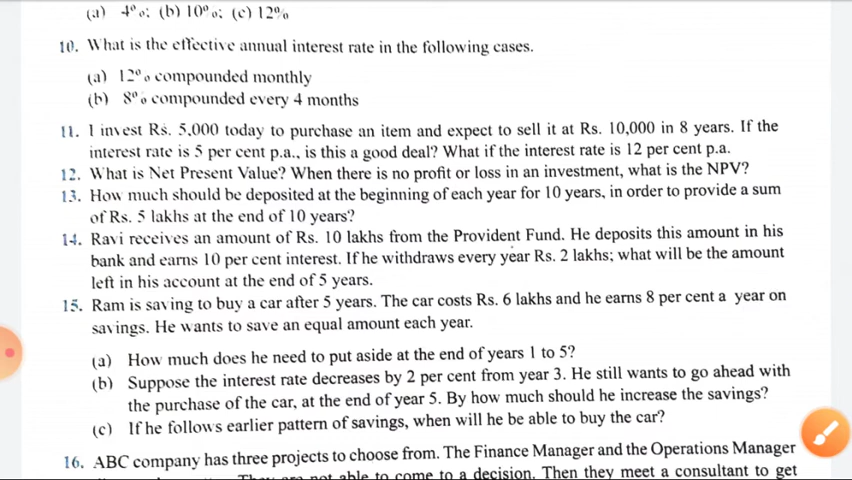 (a) 4%; (b) 10%; (c) 12%
10. What is the effective annual interest rate in the following cases.
(a) 12% compounded monthly
(b) 8% compounded every 4 months
11. I invest Rs. 5,000 today to purchase an item and expect to sell it at Rs. 10,000 in 8 years. If the
interest rate is 5 per cent p.a., is this a good deal? What if the interest rate is 12 per cent p.a.
12. What is Net Present Value? When there is no profit or loss in an investment, what is the NPV?
13. How much should be deposited at the beginning of each year for 10 years, in order to provide a sum
of Rs. 5 lakhs at the end of 10 years?
14. Ravi receives an amount of Rs. 10 lakhs from the Provident Fund. He deposits this amount in his
bank and earns 10 per cent interest. If he withdraws every year Rs. 2 lakhs; what will be the amount
left in his account at the end of 5 years.
15. Ram is saving to buy a car after 5 years. The car costs Rs. 6 lakhs and he earns 8 per cent a year on
savings. He wants to save an equal amount each year.
(a) How much does he need to put aside at the end of years 1 to 5?
(b) Suppose the interest rate decreases by 2 per cent from year 3. He still wants to go ahead with
the purchase of the car, at the end of year 5. By how much should he increase the savings?
(c) If he follows earlier pattern of savings, when will he be able to buy the car?
16. ABC company has three projects to choose from. The Finance Manager and the Operations Manager
not able to come to a decision. Then they meet a consultant to get